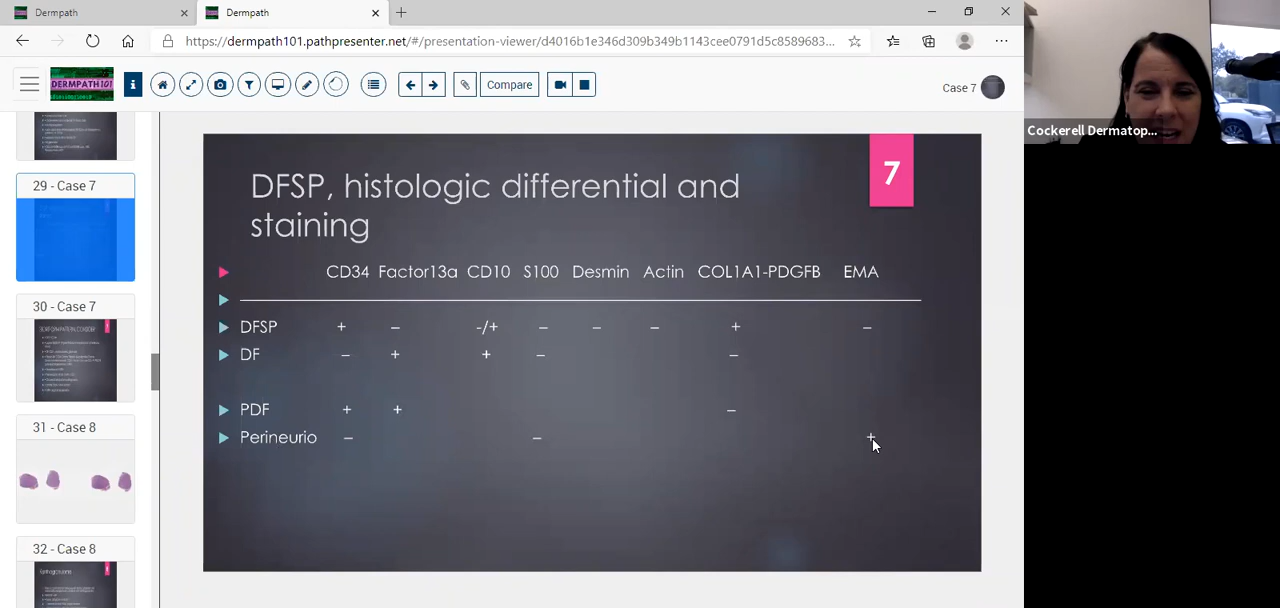 Dermpath
Dermpath
https://dermpath101.pathpresenter.net/#/presentation-viewer/d4016b1e346d309b349b1143cee0791d5c8589683...
DERMPATH 101
Compare
Case 7
Cockerell Dermatop...
29 - Case 7
30 - Case 7
31 - Case 8
32 - Case 8
7
DFSP, histologic differential and
staining
CD34 Factor13a CD10 S100 Desmin Actin COL1A1-PDGFB EMA
DFSP + – -/+ – – – + –
DF – + + – –
PDF + + –
Perineurio – – +